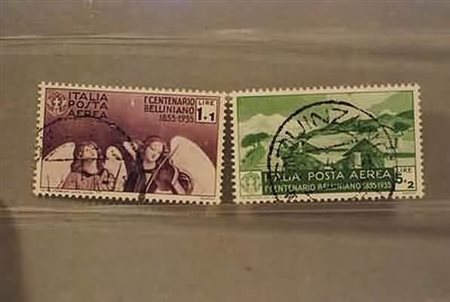 ITALIA
POSTA
AEREA
I°CENTENARIO
BELLINIANO
1835-1935
LIRE
1.1
ITALIA POSTA AEREA
I°CENTENARIO BELLINIANO 1835-1935
LIRE
5.2